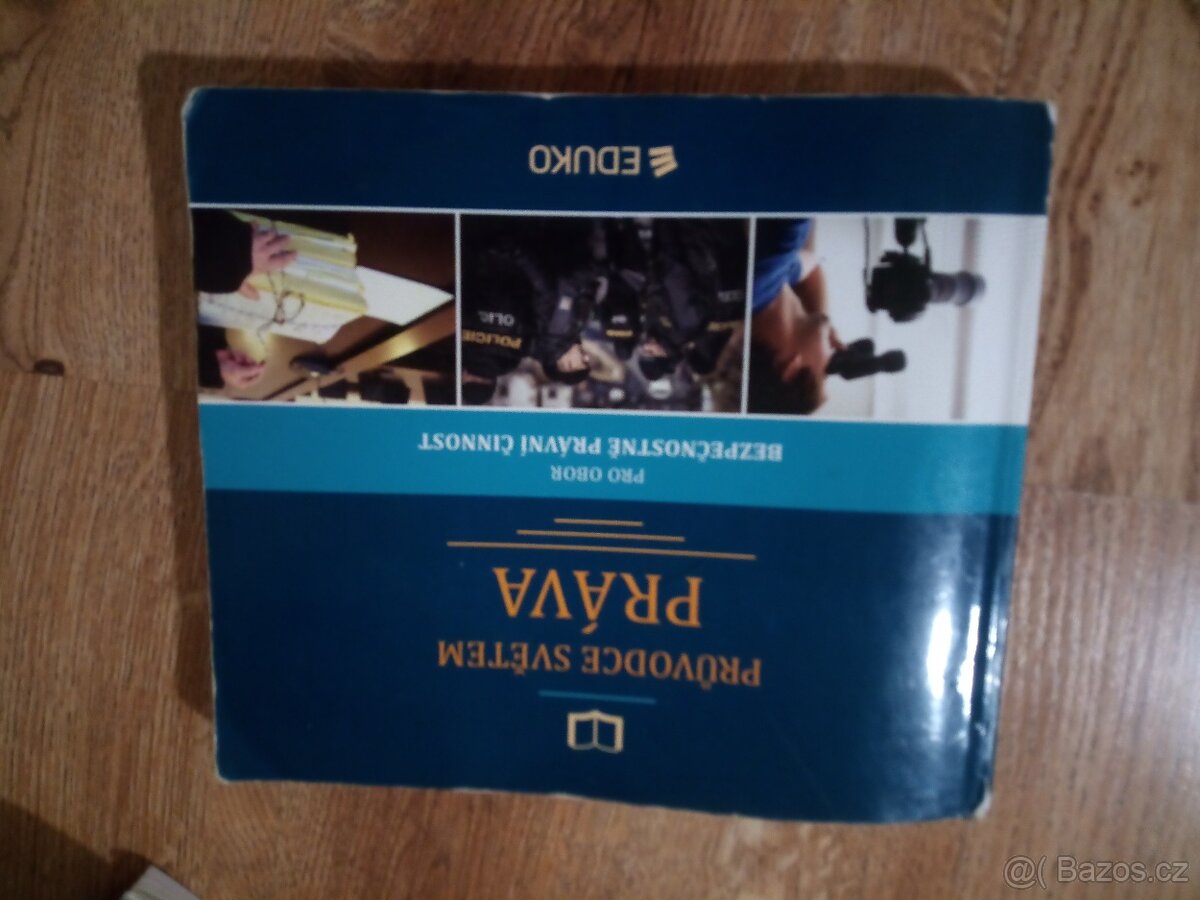 PRŮVODCE SVĚTEM
PRÁVA
PRO OBOR
BEZPEČNOSTNĚ PRÁVNÍ ČINNOST
POLICIE
EDUKO
@( Bazos.cz